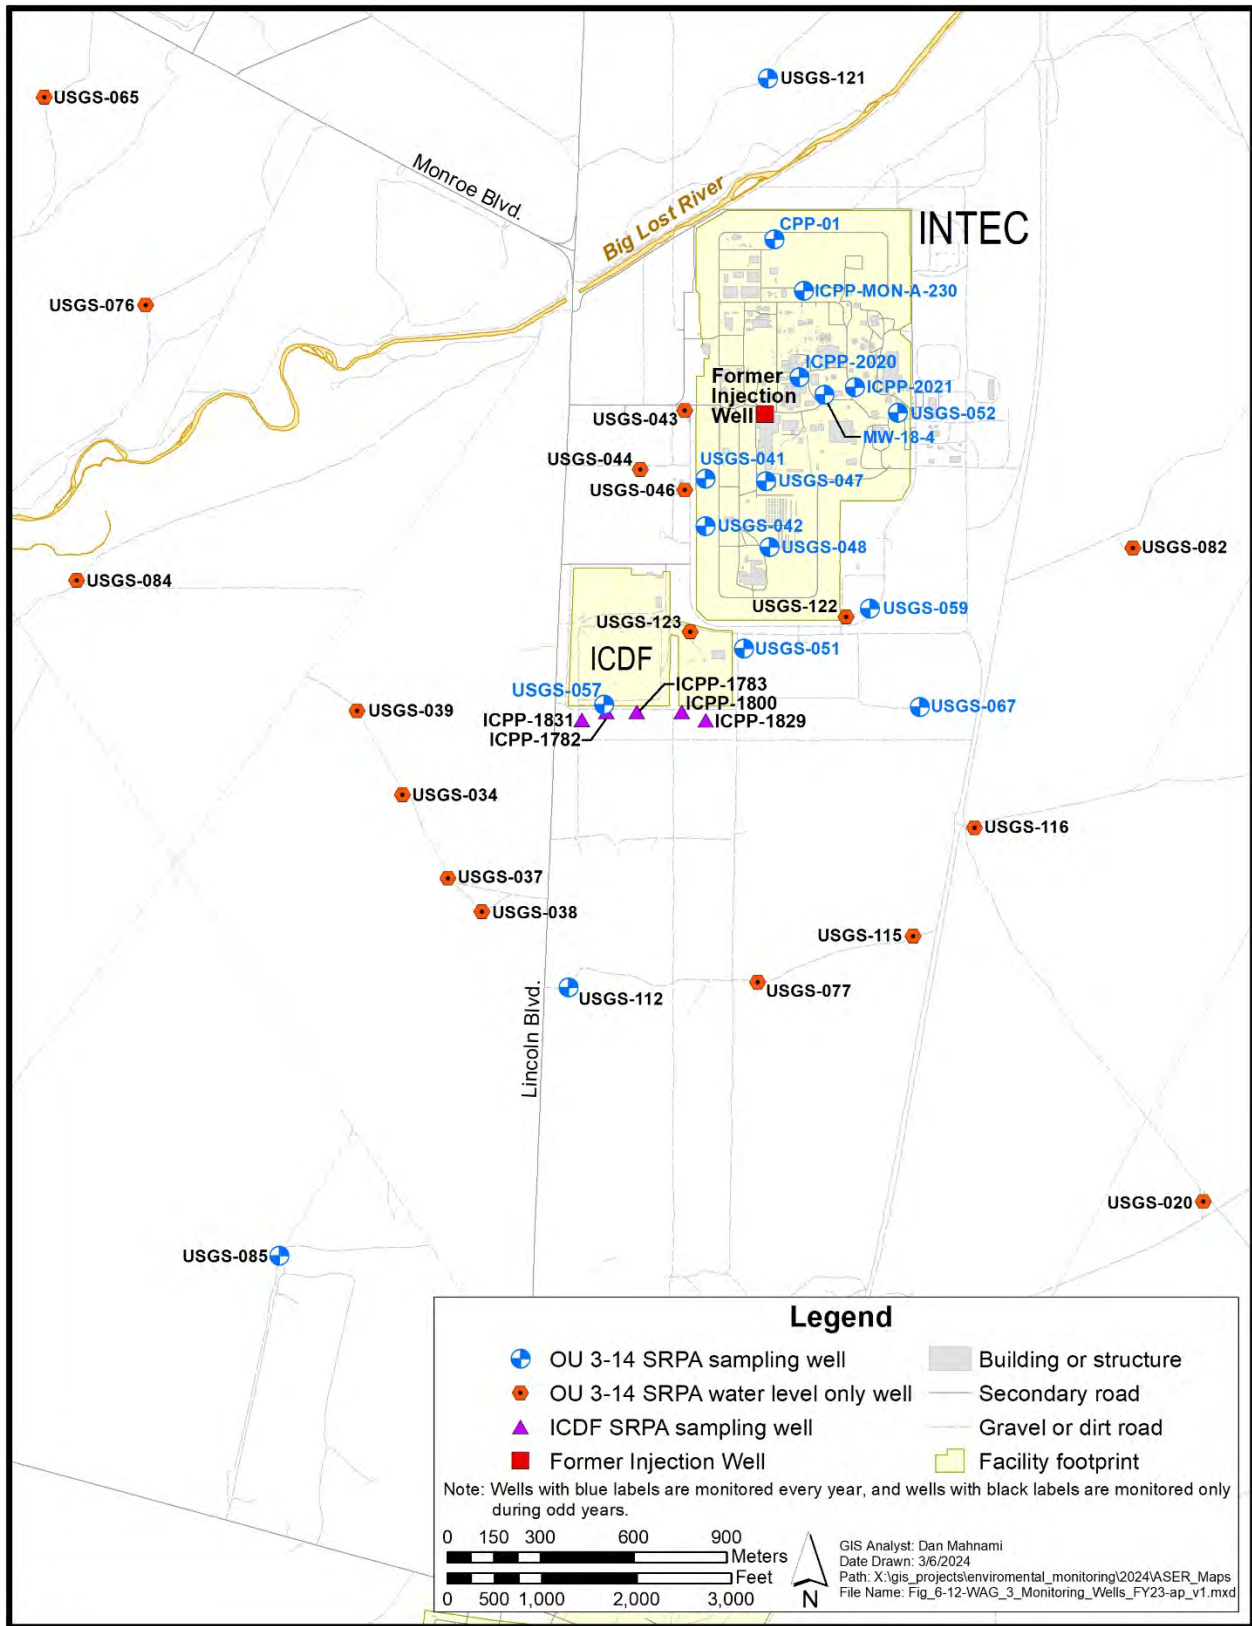 USGS-121
USGS-065
Monroe Blvd.
Big Lost River
CPP-01
INTEC
ICPP-MON-A-230
USGS-076
ICPP-2020
Former
Injection
Well
ICPP-2021
USGS-043
USGS-052
MW-18-4
USGS-044
USGS-041
USGS-046
USGS-047
USGS-042
USGS-048
USGS-082
USGS-084
USGS-122
USGS-059
USGS-123
ICDF
USGS-051
ICPP-1783
USGS-057
ICPP-1800
USGS-067
USGS-039
ICPP-1831
ICPP-1829
ICPP-1782
USGS-034
USGS-116
USGS-037
USGS-038
USGS-115
USGS-077
USGS-112
Lincoln Blvd.
USGS-020
USGS-085
Legend
OU 3-14 SRPA sampling well
Building or structure
OU 3-14 SRPA water level only well
Secondary road
ICDF SRPA sampling well
Gravel or dirt road
Former Injection Well
Facility footprint
Note: Wells with blue labels are monitored every year, and wells with black labels are monitored only
during odd years.
0 150 300 600 900
Meters
Feet
0 500 1,000 2,000 3,000
N
GIS Analyst: Dan Mahnami
Date Drawn: 3/6/2024
Path: X:\gis_projects\enviromental_monitoring\2024\ASER_Maps
File Name: Fig_6-12-WAG_3_Monitoring_Wells_FY23-ap_v1.mxd